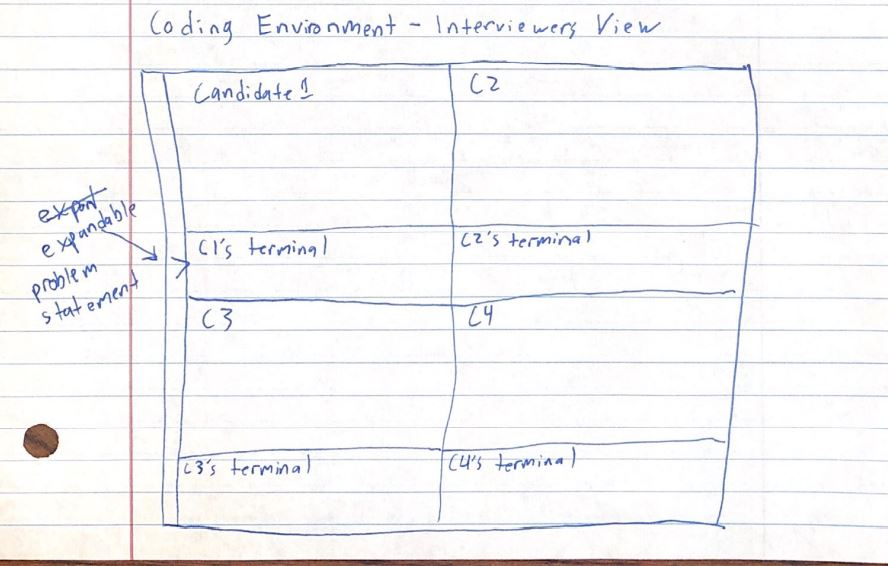 Coding Environment - Interviewers View
Candidate 1
C2
expandable
problem
statement
C1's terminal
C2's terminal
C3
C4
C3's terminal
C4's terminal